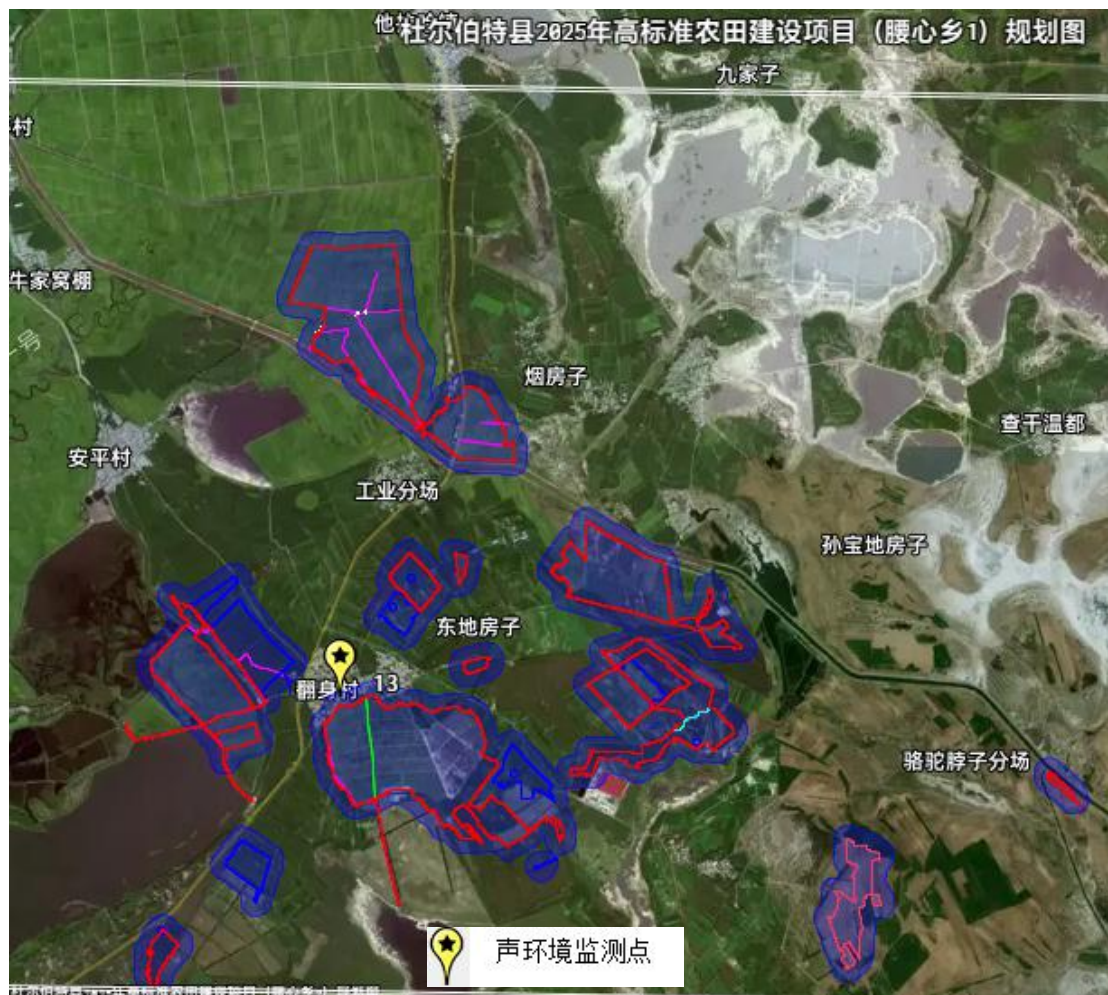 杜尔伯特县2025年高标准农田建设项目（腰心乡1）规划图
九家子
村
牛家窝棚
烟房子
查干温都
安平村
工业分场
孙宝地房子
东地房子
翻身村 13
骆驼脖子分场
声环境监测点